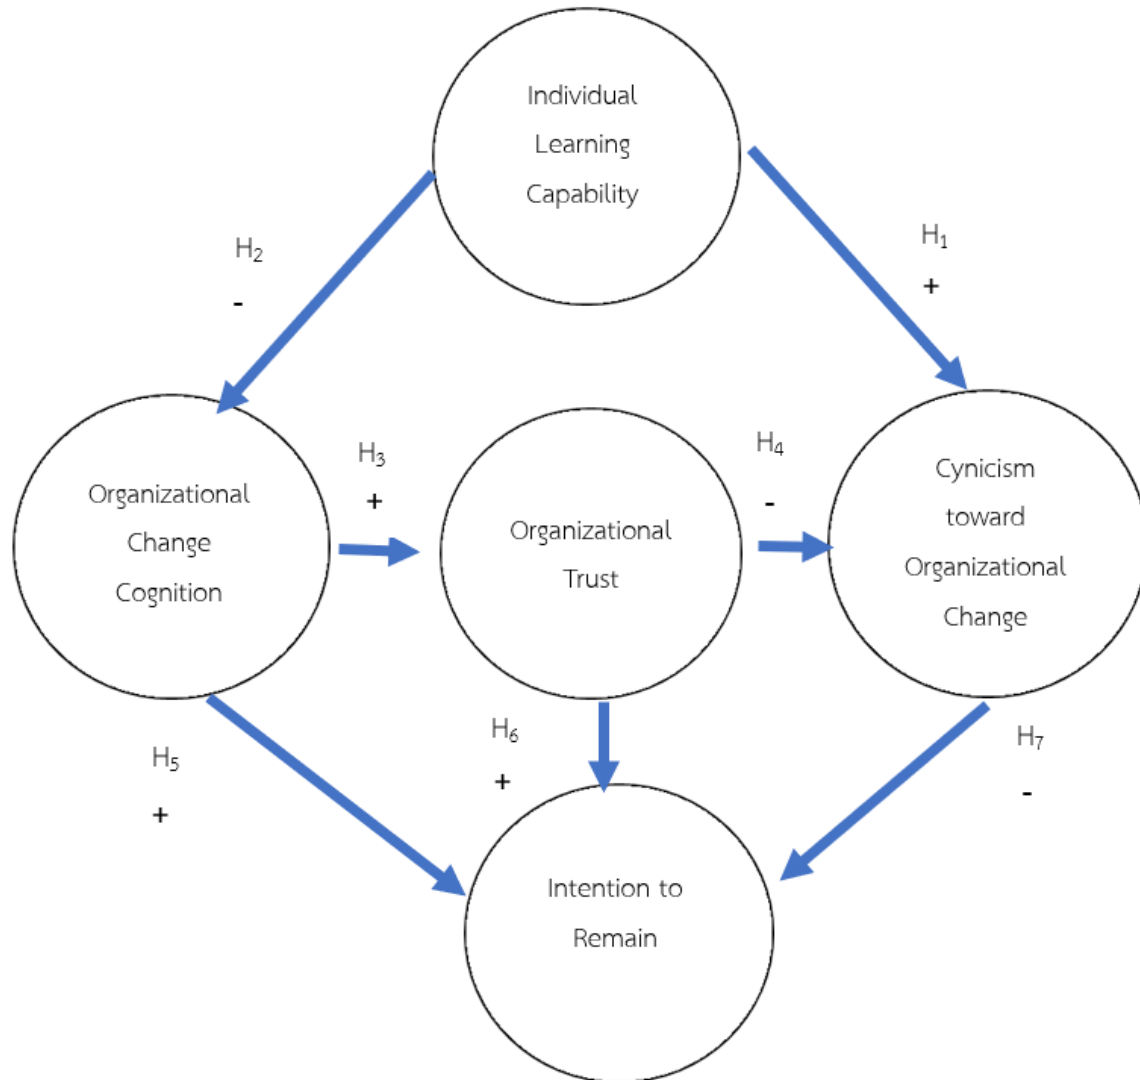 Individual
Learning
Capability
H₂
-
H₁
+
Organizational
Change
Cognition
H₃
+
Organizational
Trust
H₄
-
Cynicism
toward
Organizational
Change
H₅
+
H₆
+
H₇
-
Intention to
Remain